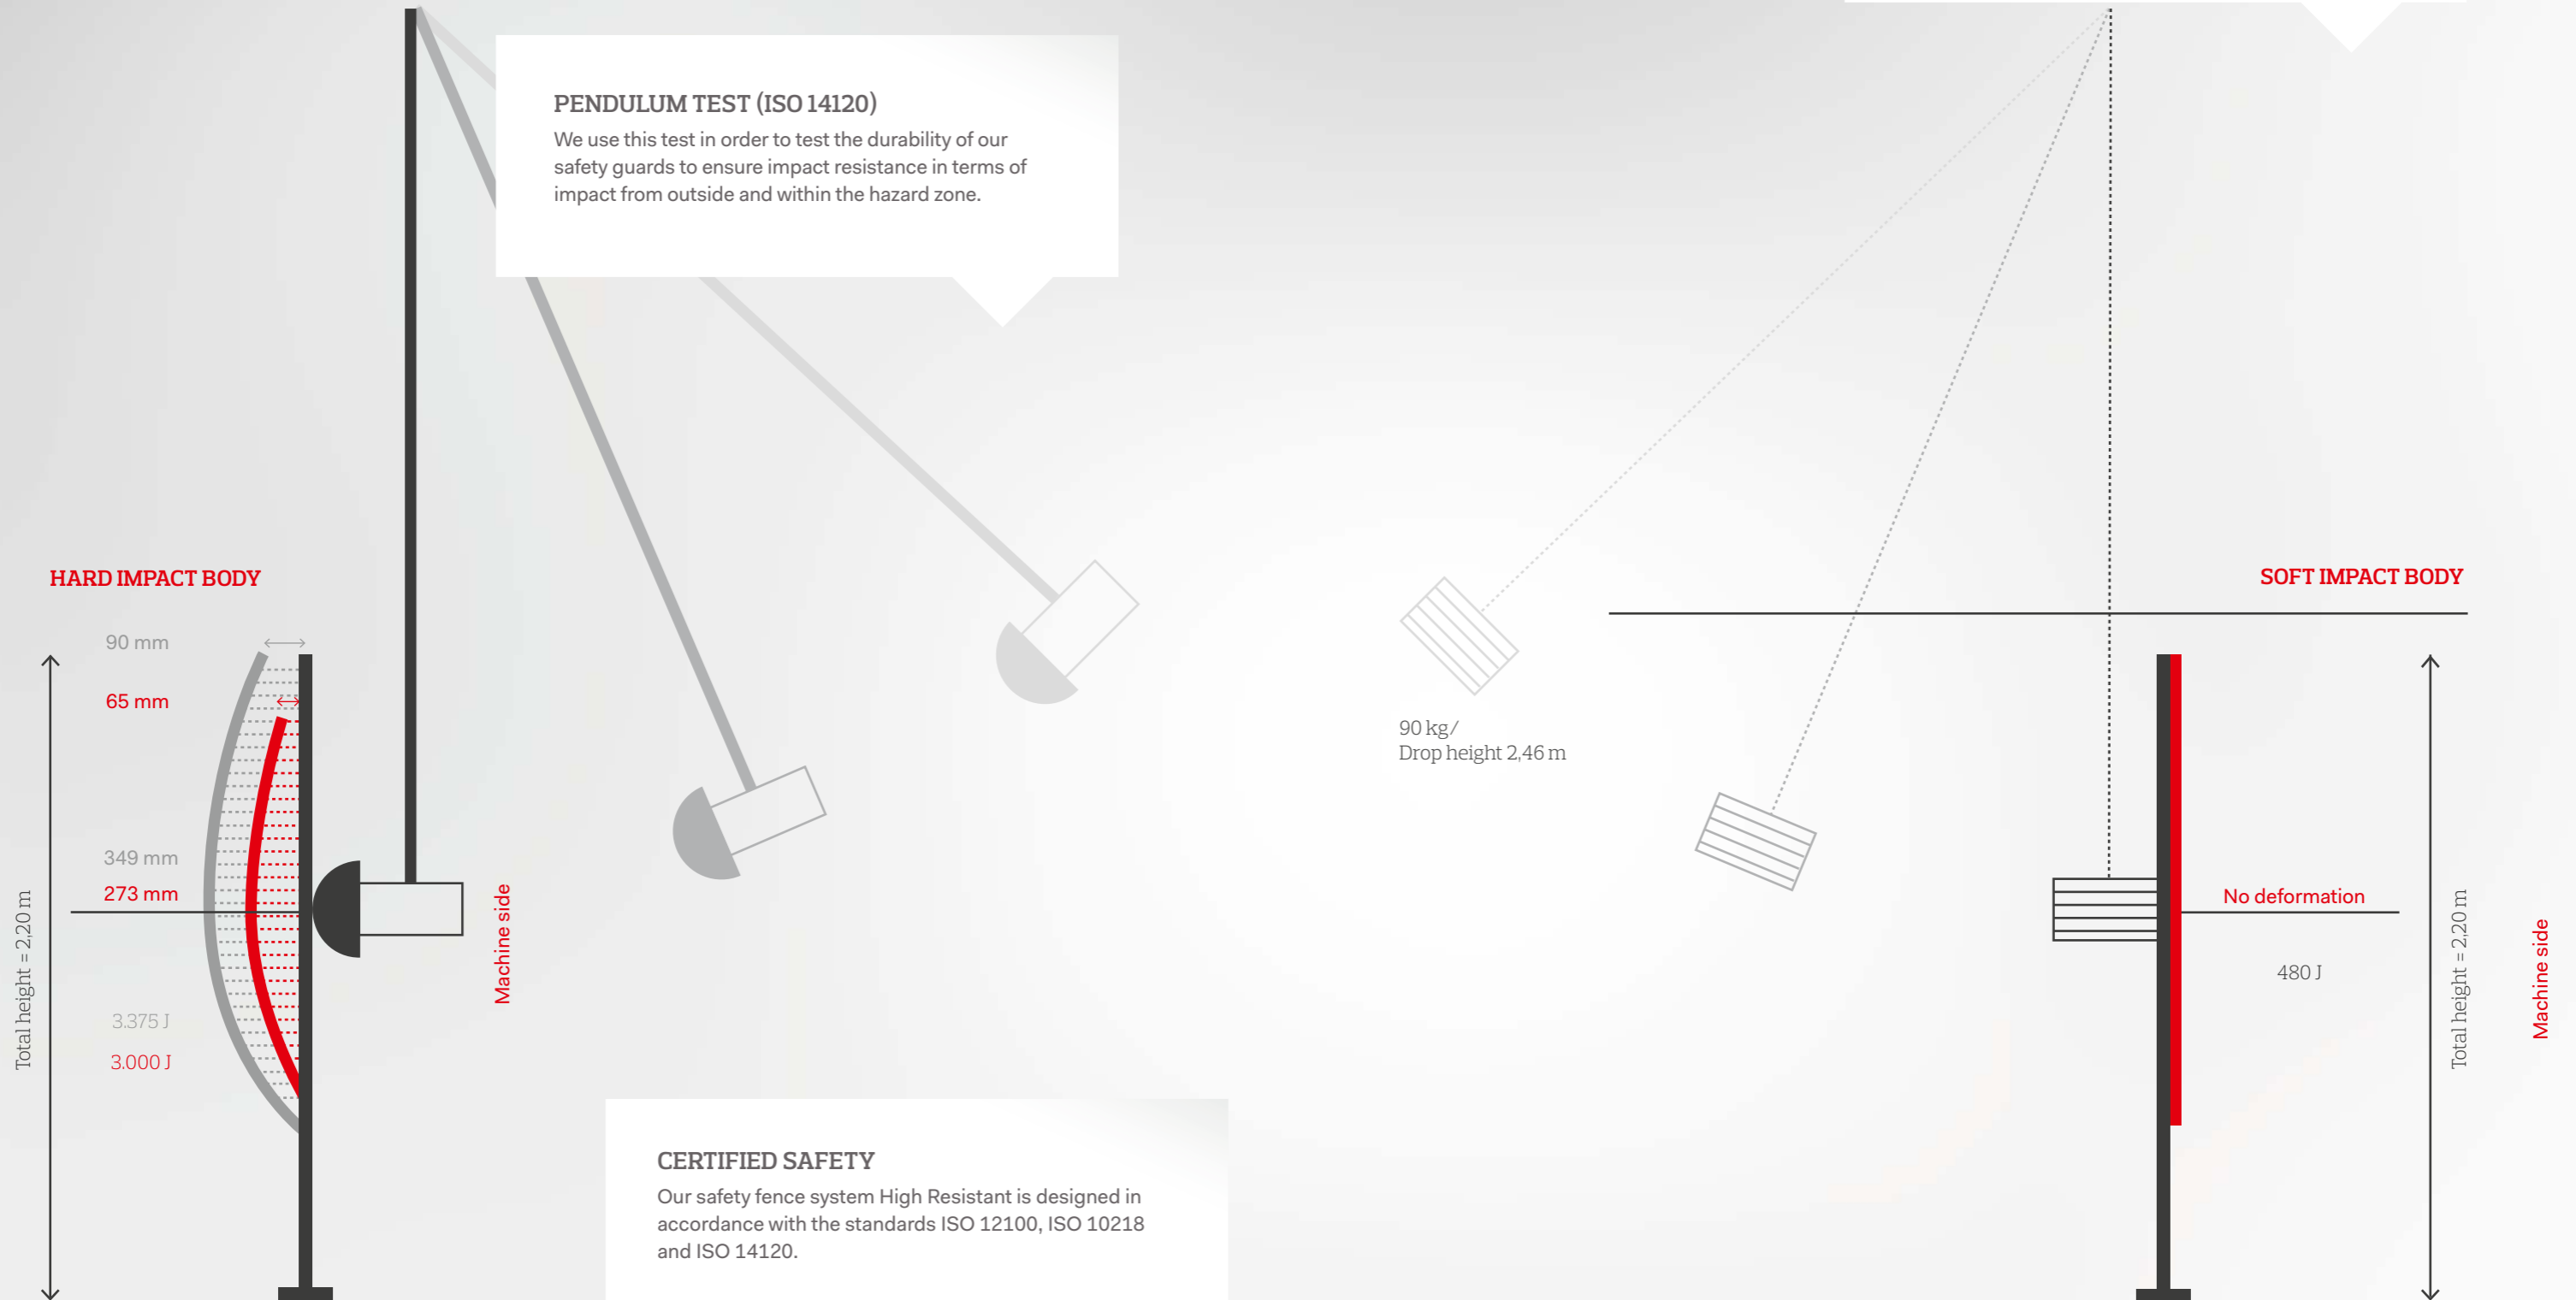 PENDULUM TEST (ISO 14120)
We use this test in order to test the durability of our
safety guards to ensure impact resistance in terms of
impact from outside and within the hazard zone.
HARD IMPACT BODY
90 mm
65 mm
349 mm
273 mm
3.375 J
3.000 J
Total height = 2,20 m
Machine side
90 kg/
Drop height 2,46 m
SOFT IMPACT BODY
No deformation
480 J
Total height = 2,20 m
Machine side
CERTIFIED SAFETY
Our safety fence system High Resistant is designed in
accordance with the standards ISO 12100, ISO 10218
and ISO 14120.